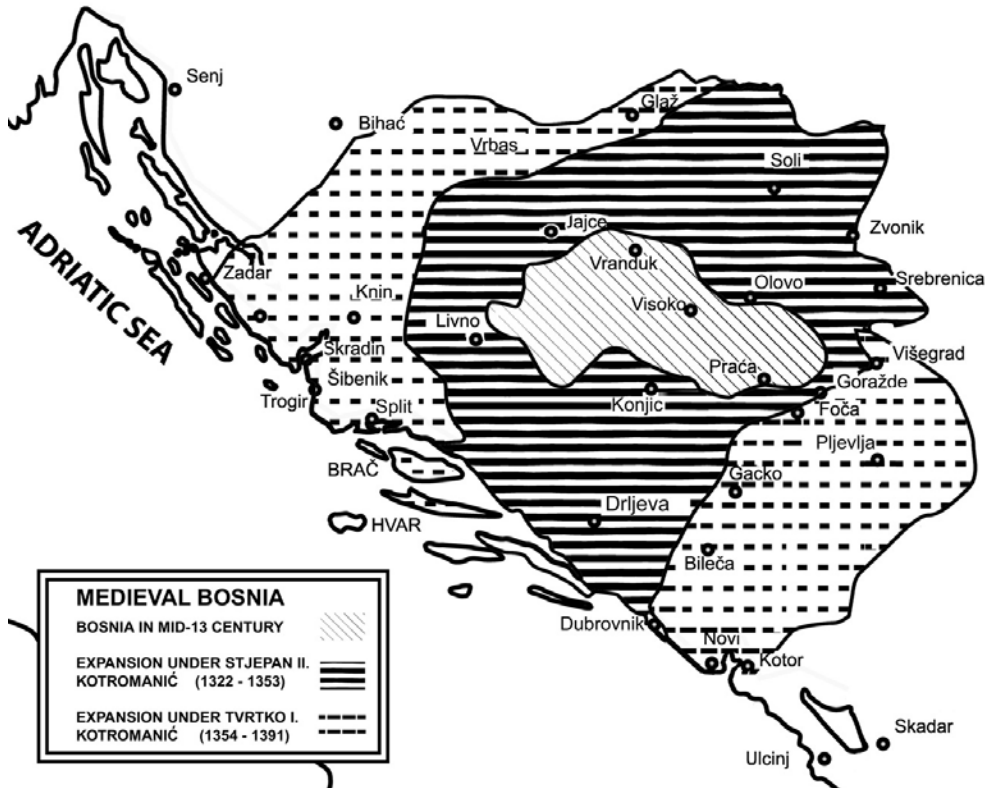 Senj
Bihać
Glaž
Vrbas
Soli
ADRIATIC SEA
Jajce
Zvonik
Vranduk
Zadar
Olovo
Srebrenica
Knin
Visoko
Livno
Škradin
Višegrad
Praća
Goražde
Šibenik
Konjic
Trogir
Split
Foča
Pljevlja
BRAČ
Gacko
HVAR
Drljeva
Bileča
MEDIEVAL BOSNIA
BOSNIA IN MID-13 CENTURY
Dubrovnik
Novi
Kotor
EXPANSION UNDER STJEPAN II.
KOTROMANIĆ (1322 - 1353)
EXPANSION UNDER TVRTKO I.
KOTROMANIĆ (1354 - 1391)
Skadar
Ulcinj